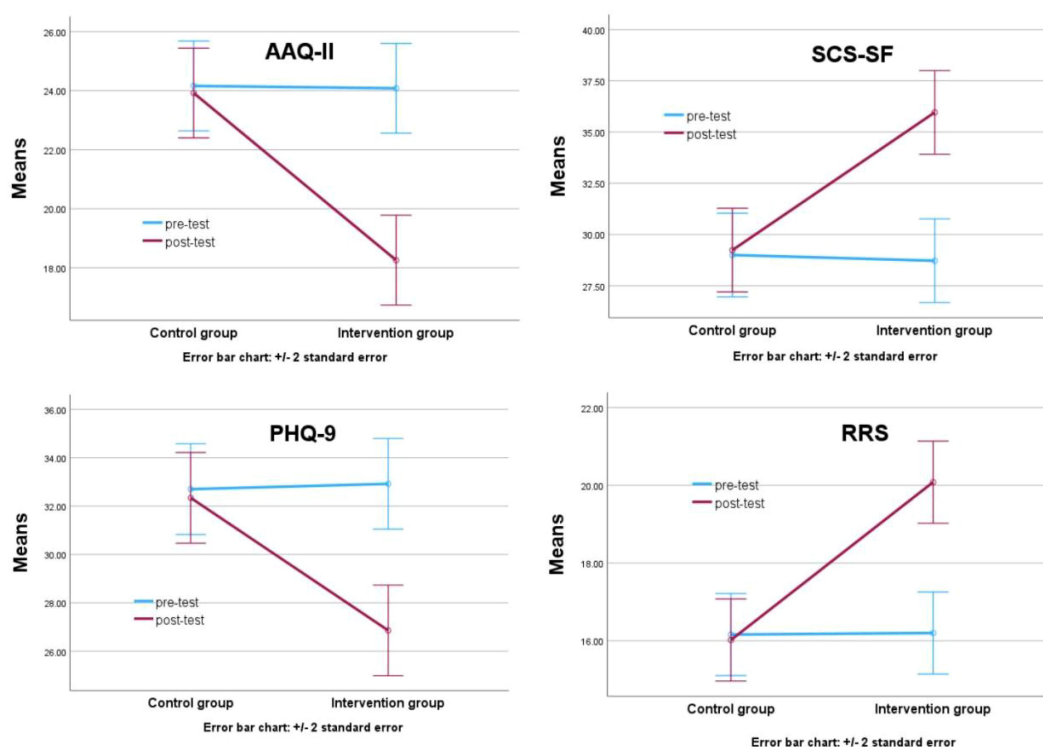 AAQ-II
26.00
24.00
22.00
20.00
18.00
Means
pre-test
post-test
Control group Intervention group
Error bar chart: +/- 2 standard error
SCS-SF
40.00
37.50
35.00
32.50
30.00
27.50
Means
pre-test
post-test
Control group Intervention group
Error bar chart: +/- 2 standard error
PHQ-9
36.00
34.00
32.00
30.00
28.00
26.00
Means
pre-test
post-test
Control group Intervention group
Error bar chart: +/- 2 standard error
RRS
22.00
20.00
18.00
16.00
Means
pre-test
post-test
Control group Intervention group
Error bar chart: +/- 2 standard error